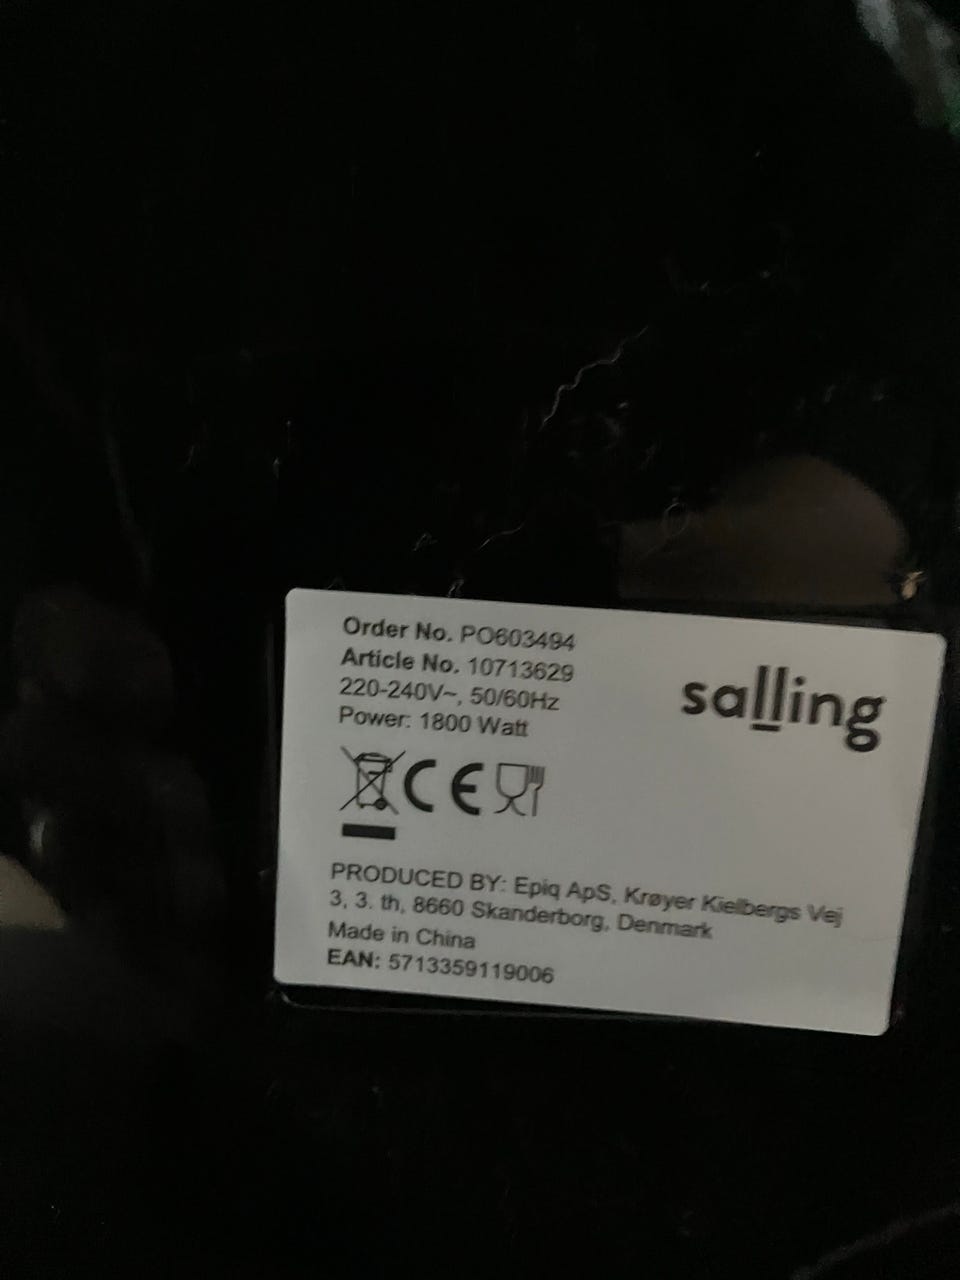 Order No. PO603494
Article No. 10713629
220-240V~, 50/60Hz
Power: 1800 Watt
salling
CE
PRODUCED BY: Epiq ApS, Krøyer Kielbergs Vej
3, 3. th, 8660 Skanderborg, Denmark
Made in China
EAN: 5713359119006